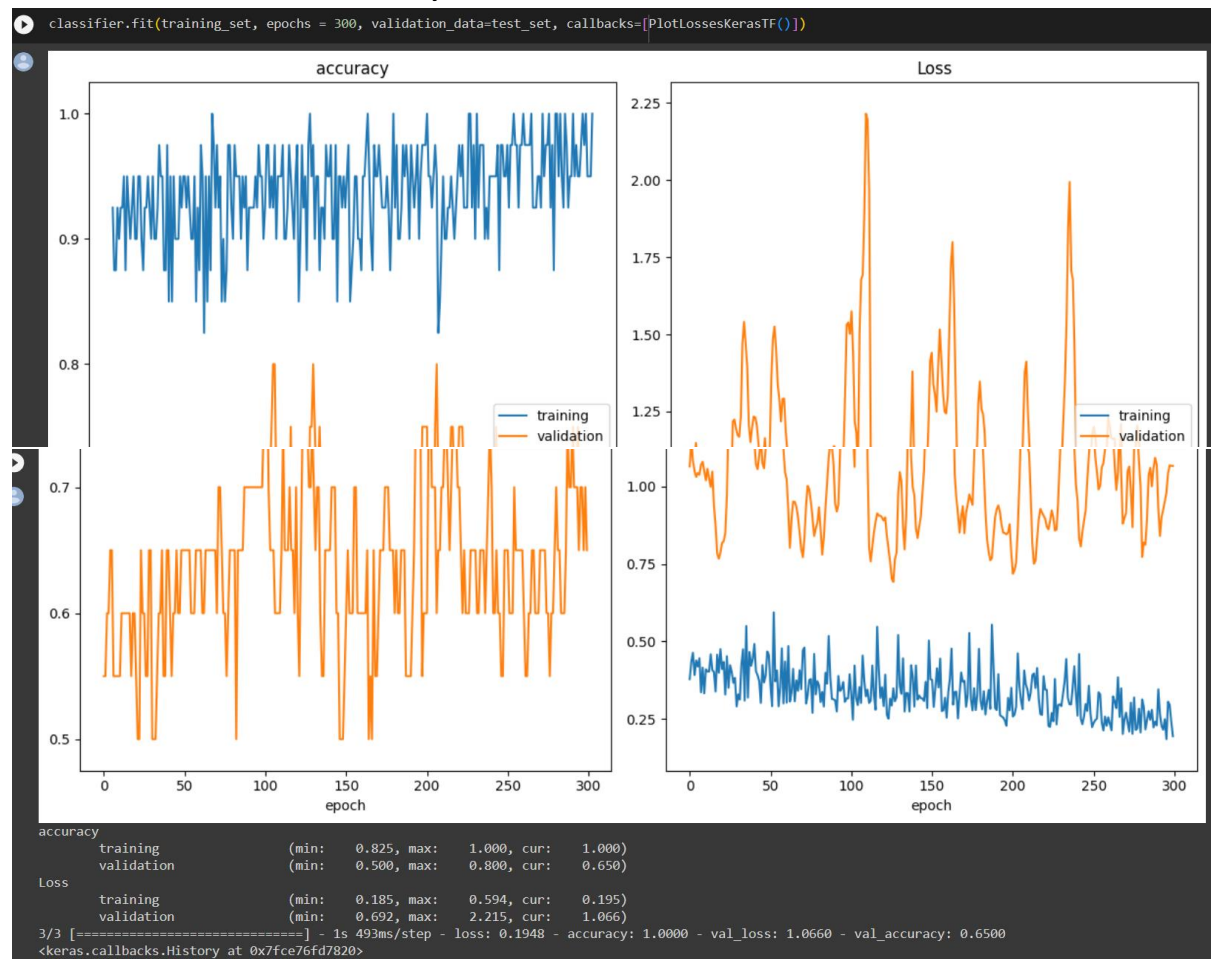 classifier.fit(training_set, epochs = 300, validation_data=test_set, callbacks=[PlotLossesKerasTF()])
accuracy
1.0
0.9
0.8
0.7
0.6
0.5
training
validation
0 50 100 150 200 250 300
epoch
Loss
2.25
2.00
1.75
1.50
1.25
1.00
0.75
0.50
0.25
training
validation
0 50 100 150 200 250 300
epoch
accuracy
training (min: 0.825, max: 1.000, cur: 1.000)
validation (min: 0.500, max: 0.800, cur: 0.650)
Loss
training (min: 0.185, max: 0.594, cur: 0.195)
validation (min: 0.692, max: 2.215, cur: 1.066)
3/3 [==============================] - 1s 493ms/step - loss: 0.1948 - accuracy: 1.0000 - val_loss: 1.0660 - val_accuracy: 0.6500
<keras.callbacks.History at 0x7fce76fd7820>